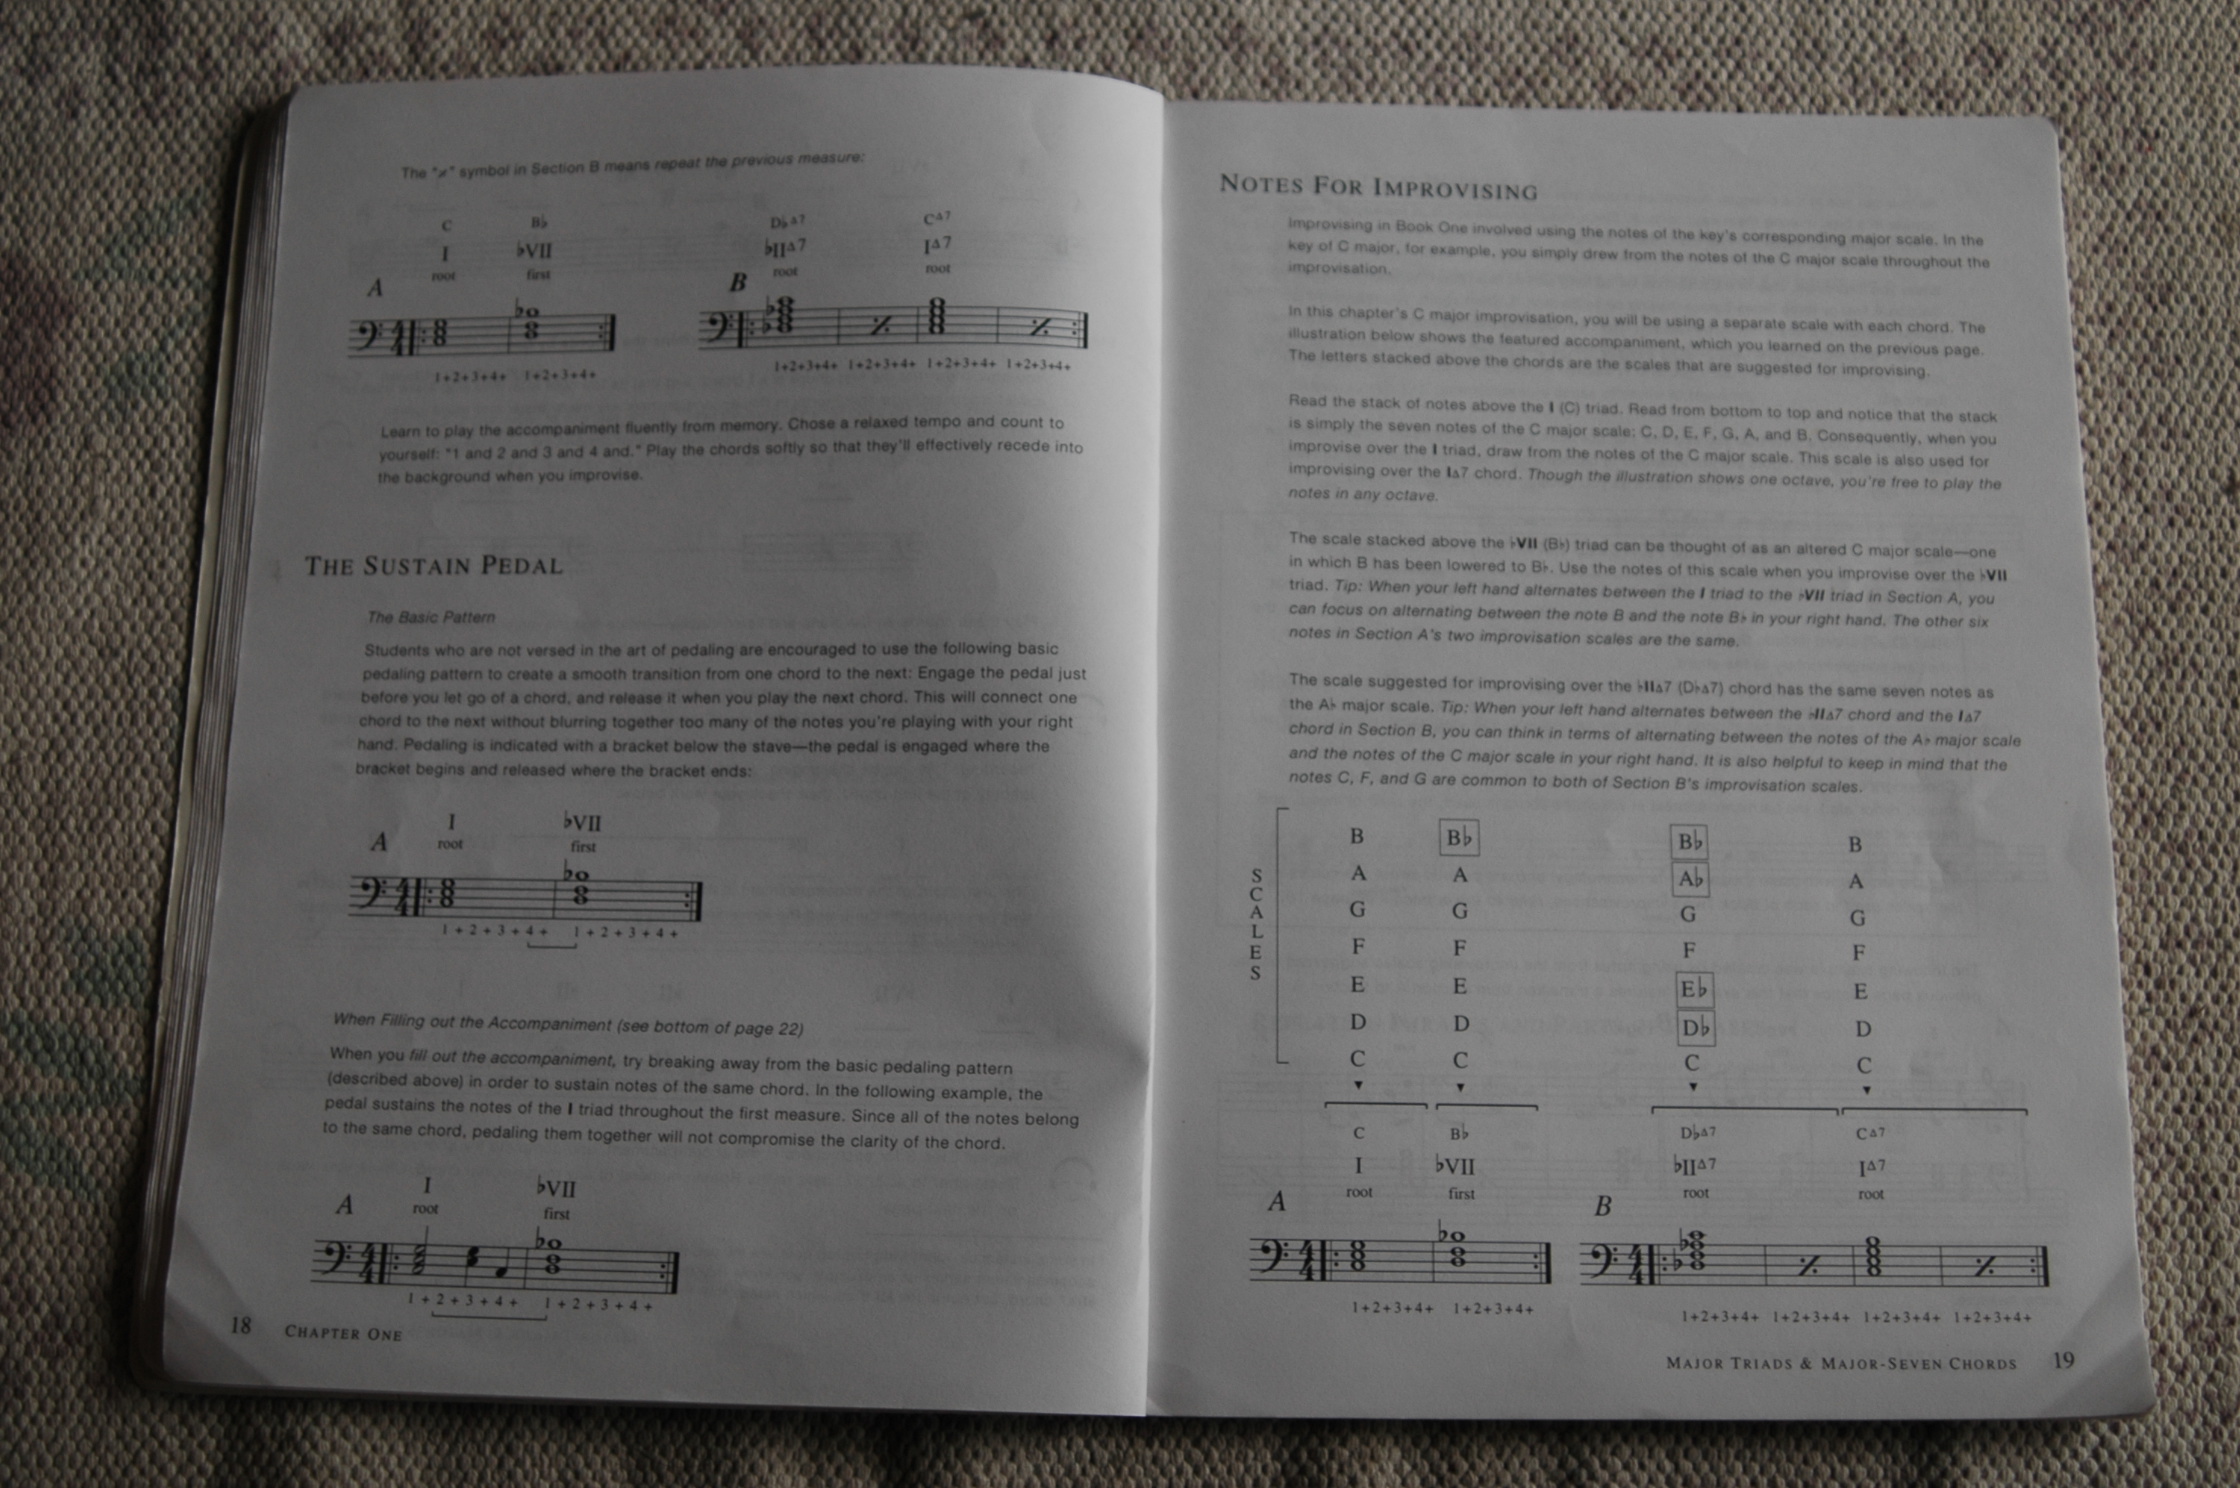 The "٪" symbol in Section B means repeat the previous measure:
C B♭ D♭Δ7 CΔ7
I ♭VII ♭IIΔ7 IΔ7
root first root root
A B
1+2+3+4+ 1+2+3+4+ 1+2+3+4+ 1+2+3+4+ 1+2+3+4+ 1+2+3+4+
Learn to play the accompaniment fluently from memory. Chose a relaxed tempo and count to
yourself: "1 and 2 and 3 and 4 and." Play the chords softly so that they'll effectively recede into
the background when you improvise.
THE SUSTAIN PEDAL
The Basic Pattern
Students who are not versed in the art of pedaling are encouraged to use the following basic
pedaling pattern to create a smooth transition from one chord to the next: Engage the pedal just
before you let go of a chord, and release it when you play the next chord. This will connect one
chord to the next without blurring together too many of the notes you're playing with your right
hand. Pedaling is indicated with a bracket below the stave—the pedal is engaged where the
bracket begins and released where the bracket ends:
I ♭VII
root first
A
1+2+3+4+ 1+2+3+4+
When Filling out the Accompaniment (see bottom of page 22)
When you fill out the accompaniment, try breaking away from the basic pedaling pattern
(described above) in order to sustain notes of the same chord. In the following example, the
pedal sustains the notes of the I triad throughout the first measure. Since all of the notes belong
to the same chord, pedaling them together will not compromise the clarity of the chord.
I ♭VII
root first
A
1+2+3+4+ 1+2+3+4+
18 CHAPTER ONE
NOTES FOR IMPROVISING
Improvising in Book One involved using the notes of the key's corresponding major scale. In the
key of C major, for example, you simply drew from the notes of the C major scale throughout the
improvisation.
In this chapter's C major improvisation, you will be using a separate scale with each chord. The
illustration below shows the featured accompaniment, which you learned on the previous page.
The letters stacked above the chords are the scales that are suggested for improvising.
Read the stack of notes above the I (C) triad. Read from bottom to top and notice that the stack
is simply the seven notes of the C major scale: C, D, E, F, G, A, and B. Consequently, when you
improvise over the I triad, draw from the notes of the C major scale. This scale is also used for
improvising over the IΔ7 chord. Though the illustration shows one octave, you're free to play the
notes in any octave.
The scale stacked above the ♭VII (B♭) triad can be thought of as an altered C major scale—one
in which B has been lowered to B♭. Use the notes of this scale when you improvise over the ♭VII
triad. Tip: When your left hand alternates between the I triad to the ♭VII triad in Section A, you
can focus on alternating between the note B and the note B♭ in your right hand. The other six
notes in Section A's two improvisation scales are the same.
The scale suggested for improvising over the ♭IIΔ7 (D♭Δ7) chord has the same seven notes as
the A♭ major scale. Tip: When your left hand alternates between the ♭IIΔ7 chord and the IΔ7
chord in Section B, you can think in terms of alternating between the notes of the A♭ major scale
and the notes of the C major scale in your right hand. It is also helpful to keep in mind that the
notes C, F, and G are common to both of Section B's improvisation scales.
SCALES
B B♭ B♭ B
A A A♭ A
G G G G
F F F F
E E E♭ E
D D D♭ D
C C C C
C B♭ D♭Δ7 CΔ7
I ♭VII ♭IIΔ7 IΔ7
root first root root
A B
1+2+3+4+ 1+2+3+4+ 1+2+3+4+ 1+2+3+4+ 1+2+3+4+ 1+2+3+4+
MAJOR TRIADS & MAJOR-SEVEN CHORDS 19